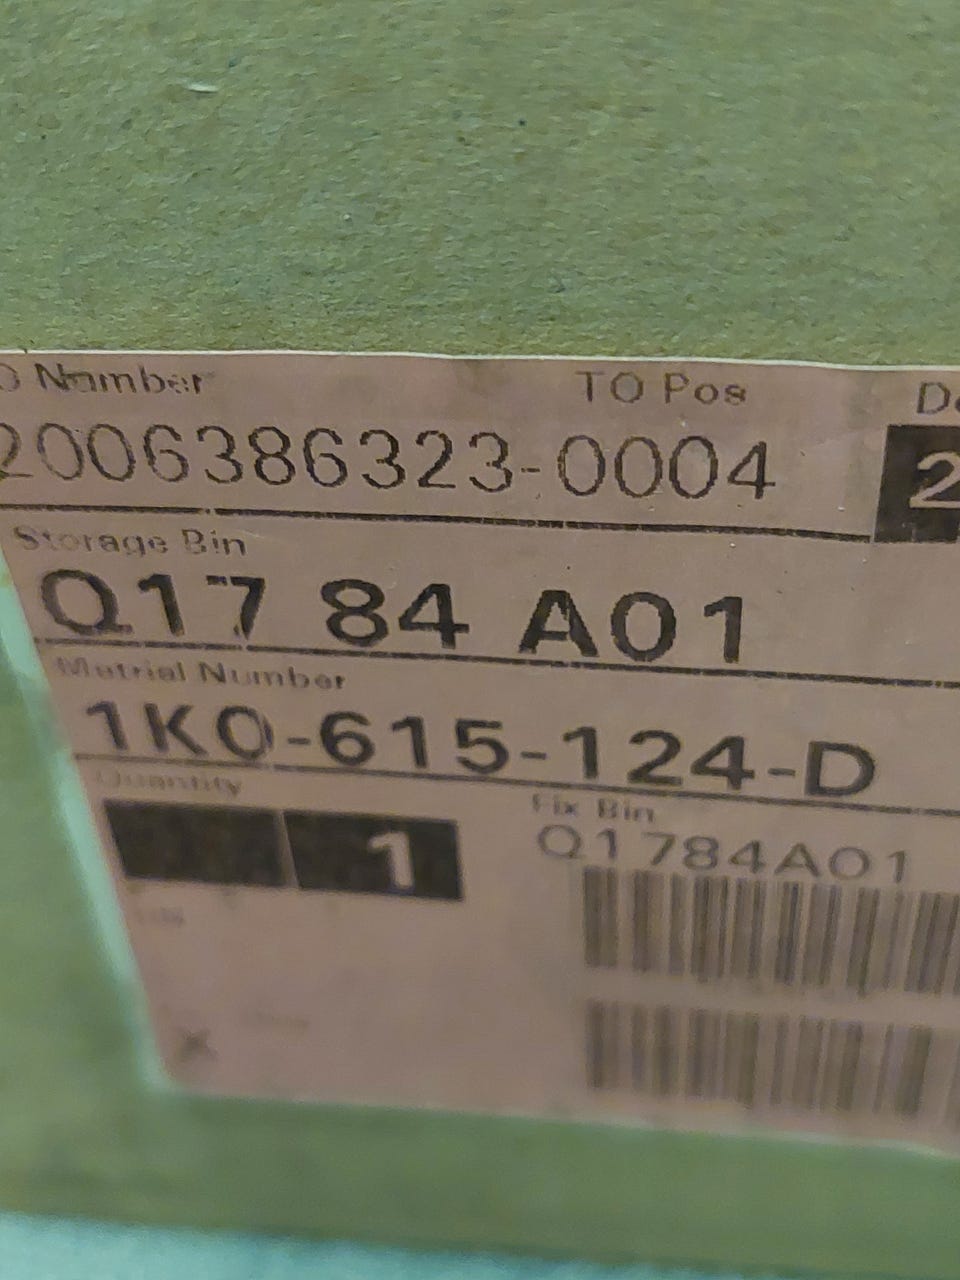 O Number TO Pos
2006386323-0004 2
Storage Bin
Q17 84 A01
Matrial Number
1K0-615-124-D
Quantity Fix Bin
1 Q1784A01
X